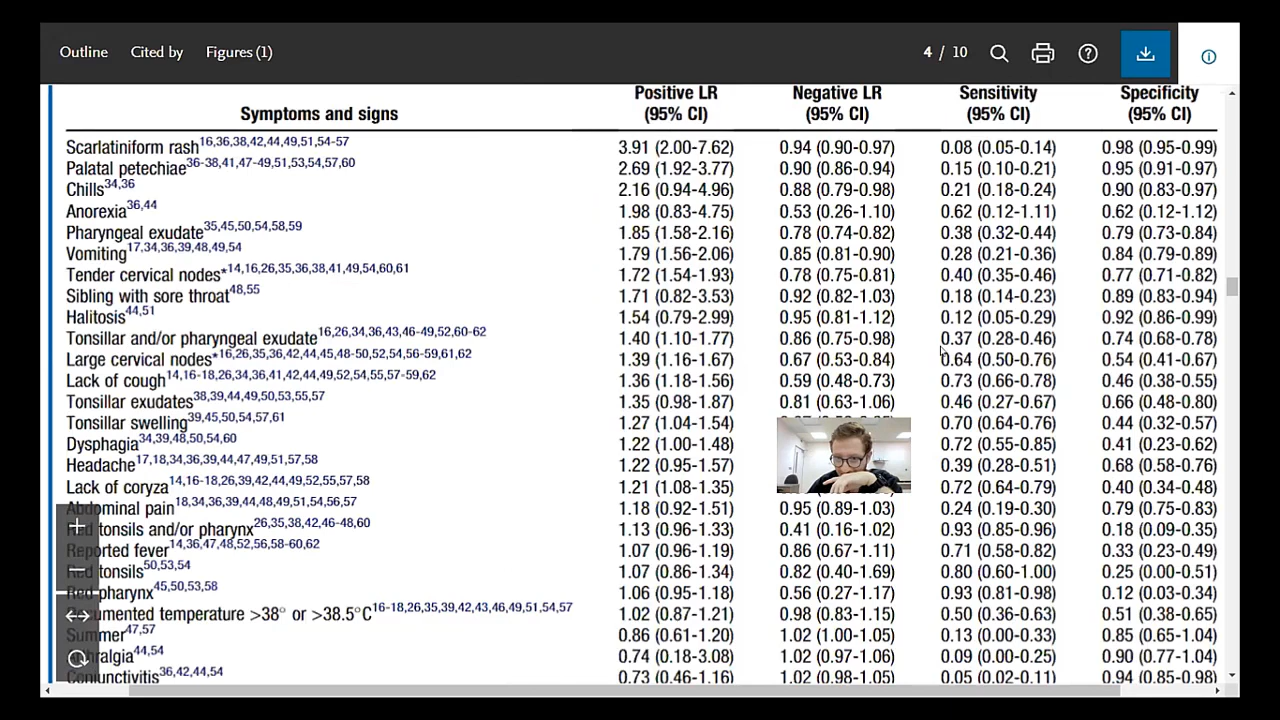 Outline Cited by Figures (1) 4 / 10
Symptoms and signs Positive LR (95% CI) Negative LR (95% CI) Sensitivity (95% CI) Specificity (95% CI)
Scarlatiniform rash16,36,38,42,44,49,51,54-57 3.91 (2.00-7.62) 0.94 (0.90-0.97) 0.08 (0.05-0.14) 0.98 (0.95-0.99)
Palatal petechiae36-38,41,47-49,51,53,54,57,60 2.69 (1.92-3.77) 0.90 (0.86-0.94) 0.15 (0.10-0.21) 0.95 (0.91-0.97)
Chills34,36 2.16 (0.94-4.96) 0.88 (0.79-0.98) 0.21 (0.18-0.24) 0.90 (0.83-0.97)
Anorexia36,44 1.98 (0.83-4.75) 0.53 (0.26-1.10) 0.62 (0.12-1.11) 0.62 (0.12-1.12)
Pharyngeal exudate35,45,50,54,58,59 1.85 (1.58-2.16) 0.78 (0.74-0.82) 0.38 (0.32-0.44) 0.79 (0.73-0.84)
Vomiting17,34,36,39,48,49,54 1.79 (1.56-2.06) 0.85 (0.81-0.90) 0.28 (0.21-0.36) 0.84 (0.79-0.89)
Tender cervical nodes*14,16,26,35,36,38,41,49,54,60,61 1.72 (1.54-1.93) 0.78 (0.75-0.81) 0.40 (0.35-0.46) 0.77 (0.71-0.82)
Sibling with sore throat48,55 1.71 (0.82-3.53) 0.92 (0.82-1.03) 0.18 (0.14-0.23) 0.89 (0.83-0.94)
Halitosis44,51 1.54 (0.79-2.99) 0.95 (0.81-1.12) 0.12 (0.05-0.29) 0.92 (0.86-0.99)
Tonsillar and/or pharyngeal exudate16,26,34,36,43,46-49,52,60-62 1.40 (1.10-1.77) 0.86 (0.75-0.98) 0.37 (0.28-0.46) 0.74 (0.68-0.78)
Large cervical nodes*16,26,35,36,42,44,45,48-50,52,54,56-59,61,62 1.39 (1.16-1.67) 0.67 (0.53-0.84) 0.64 (0.50-0.76) 0.54 (0.41-0.67)
Lack of cough14,16-18,26,34,36,41,42,44,49,52,54,55,57-59,62 1.36 (1.18-1.56) 0.59 (0.48-0.73) 0.73 (0.66-0.78) 0.46 (0.38-0.55)
Tonsillar exudates38,39,44,49,50,53,55,57 1.35 (0.98-1.87) 0.81 (0.63-1.06) 0.46 (0.27-0.67) 0.66 (0.48-0.80)
Tonsillar swelling39,45,50,54,57,61 1.27 (1.04-1.54) 0.70 (0.64-0.76) 0.44 (0.32-0.57)
Dysphagia34,39,48,50,54,60 1.22 (1.00-1.48) 0.72 (0.55-0.85) 0.41 (0.23-0.62)
Headache17,18,34,36,39,44,47,49,51,57,58 1.22 (0.95-1.57) 0.39 (0.28-0.51) 0.68 (0.58-0.76)
Lack of coryza14,16-18,26,39,41,42,44,49,52,55,57,58 1.21 (1.08-1.35) 0.72 (0.64-0.79) 0.40 (0.34-0.48)
Abdominal pain18,34,36,39,44,48,49,51,54,56,57 1.18 (0.92-1.51) 0.95 (0.89-1.03) 0.24 (0.19-0.30) 0.79 (0.75-0.83)
tonsils and/or pharynx26,35,38,42,46-48,60 1.13 (0.96-1.33) 0.41 (0.16-1.02) 0.93 (0.85-0.96) 0.18 (0.09-0.35)
Reported fever14,36,47,48,52,56,58-60,62 1.07 (0.96-1.19) 0.86 (0.67-1.11) 0.71 (0.58-0.82) 0.33 (0.23-0.49)
Red tonsils50,53,54 1.07 (0.86-1.34) 0.82 (0.40-1.69) 0.80 (0.60-1.00) 0.25 (0.00-0.51)
Red pharynx45,50,53,58 1.06 (0.95-1.18) 0.56 (0.27-1.17) 0.93 (0.81-0.98) 0.12 (0.03-0.34)
temperature >38° or >38.5°C16-18,26,35,39,42,43,46,49,51,54,57 1.02 (0.87-1.21) 0.98 (0.83-1.15) 0.50 (0.36-0.63) 0.51 (0.38-0.65)
Summer47,57 0.86 (0.61-1.20) 1.02 (1.00-1.05) 0.13 (0.00-0.33) 0.85 (0.65-1.04)
44,54 0.74 (0.18-3.08) 1.02 (0.97-1.06) 0.09 (0.00-0.25) 0.90 (0.77-1.04)
Conjunctivitis36,42,44,54 0.73 (0.46-1.16) 1.02 (0.98-1.05) 0.05 (0.02-0.11) 0.94 (0.85-0.98)